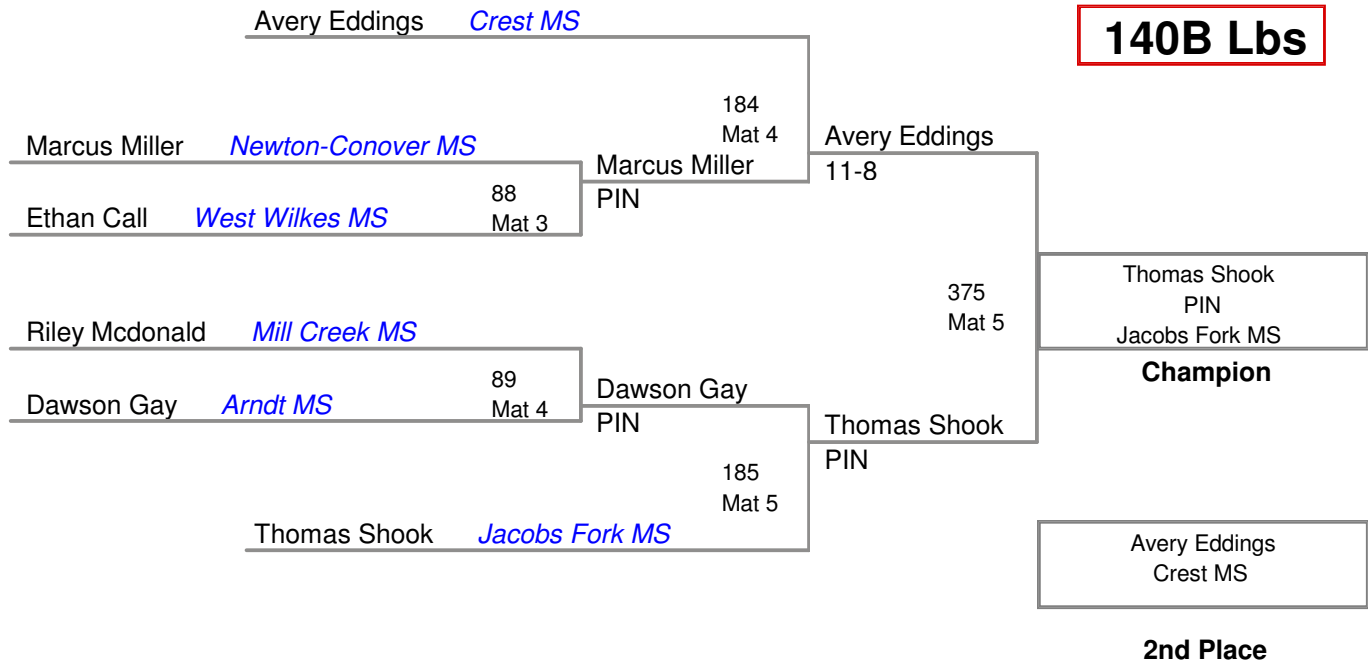 Avery Eddings Crest MS
140B Lbs
184
Mat 4
Marcus Miller Newton-Conover MS
Avery Eddings
11-8
Marcus Miller
PIN
88
Mat 3
Ethan Call West Wilkes MS
Thomas Shook
PIN
Jacobs Fork MS
Champion
375
Mat 5
Riley Mcdonald Mill Creek MS
89
Mat 4
Dawson Gay Arndt MS
Dawson Gay
PIN
Thomas Shook
PIN
185
Mat 5
Thomas Shook Jacobs Fork MS
Avery Eddings
Crest MS
2nd Place